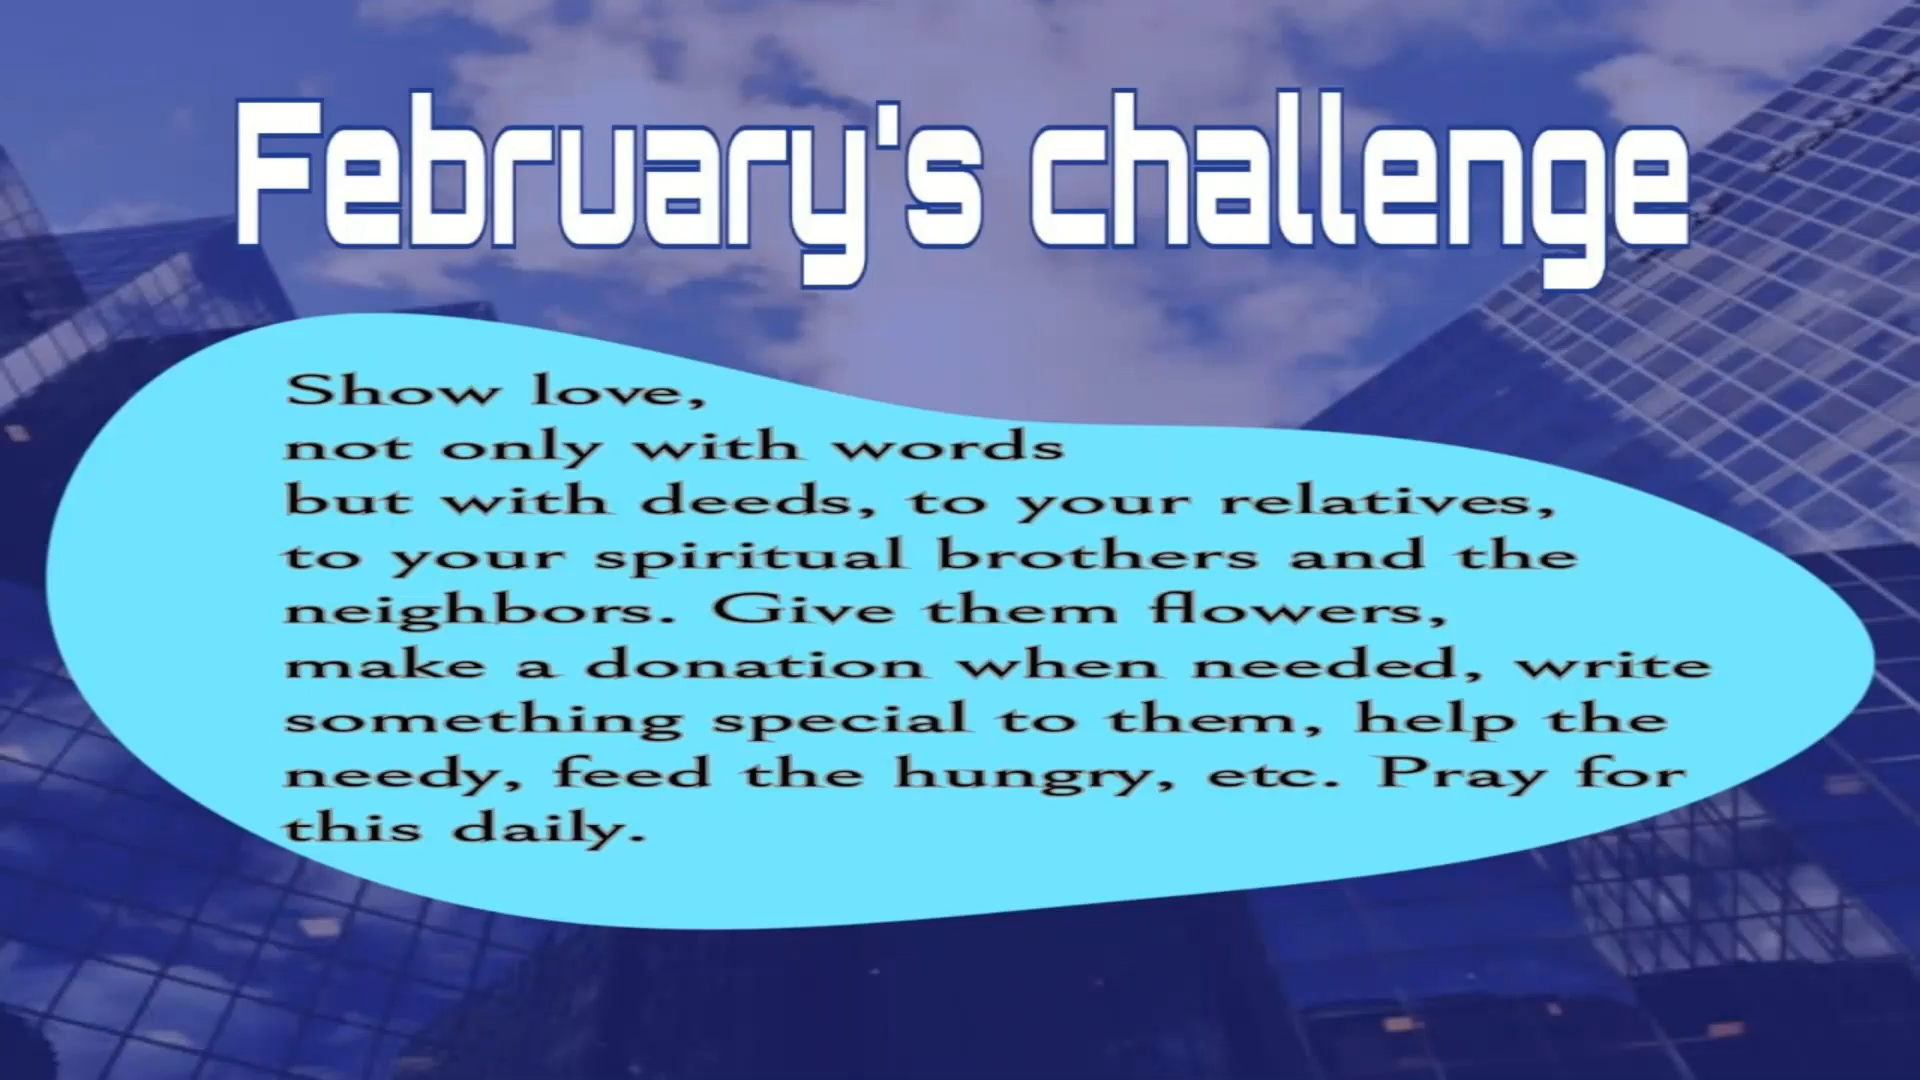 February's challenge
Show love,
not only with words
but with deeds, to your relatives,
to your spiritual brothers and the
neighbors. Give them flowers,
make a donation when needed, write
something special to them, help the
needy, feed the hungry, etc. Pray for
this daily.